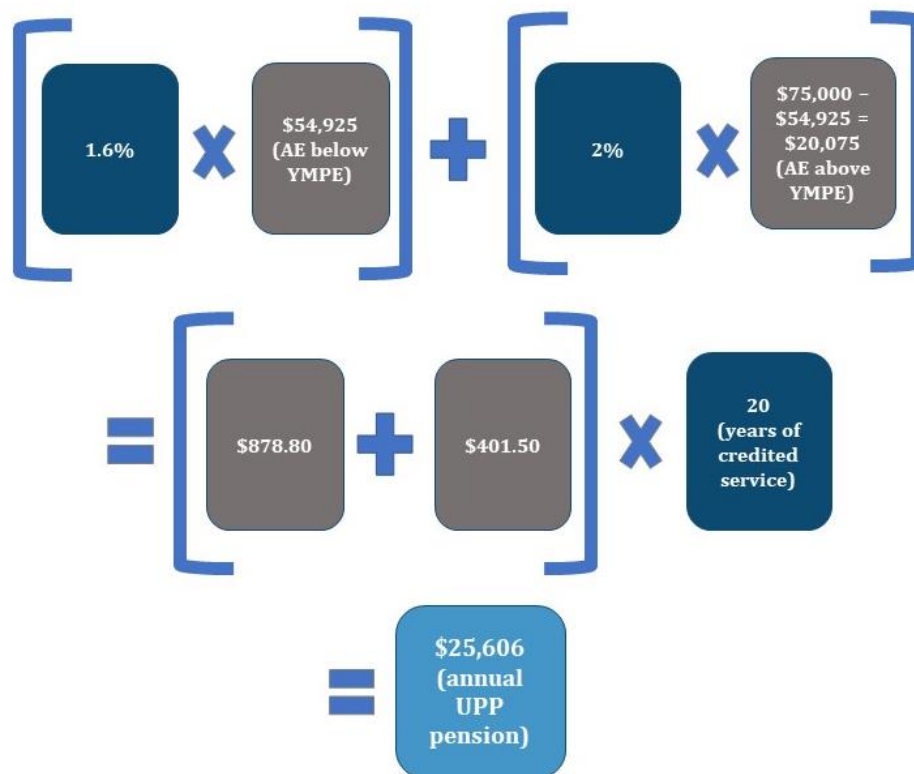 1.6%
$54,925
(AE below
YMPE)
2%
$75,000 –
$54,925 =
$20,075
(AE above
YMPE)
$878.80
$401.50
20
(years of
credited
service)
$25,606
(annual
UPP
pension)